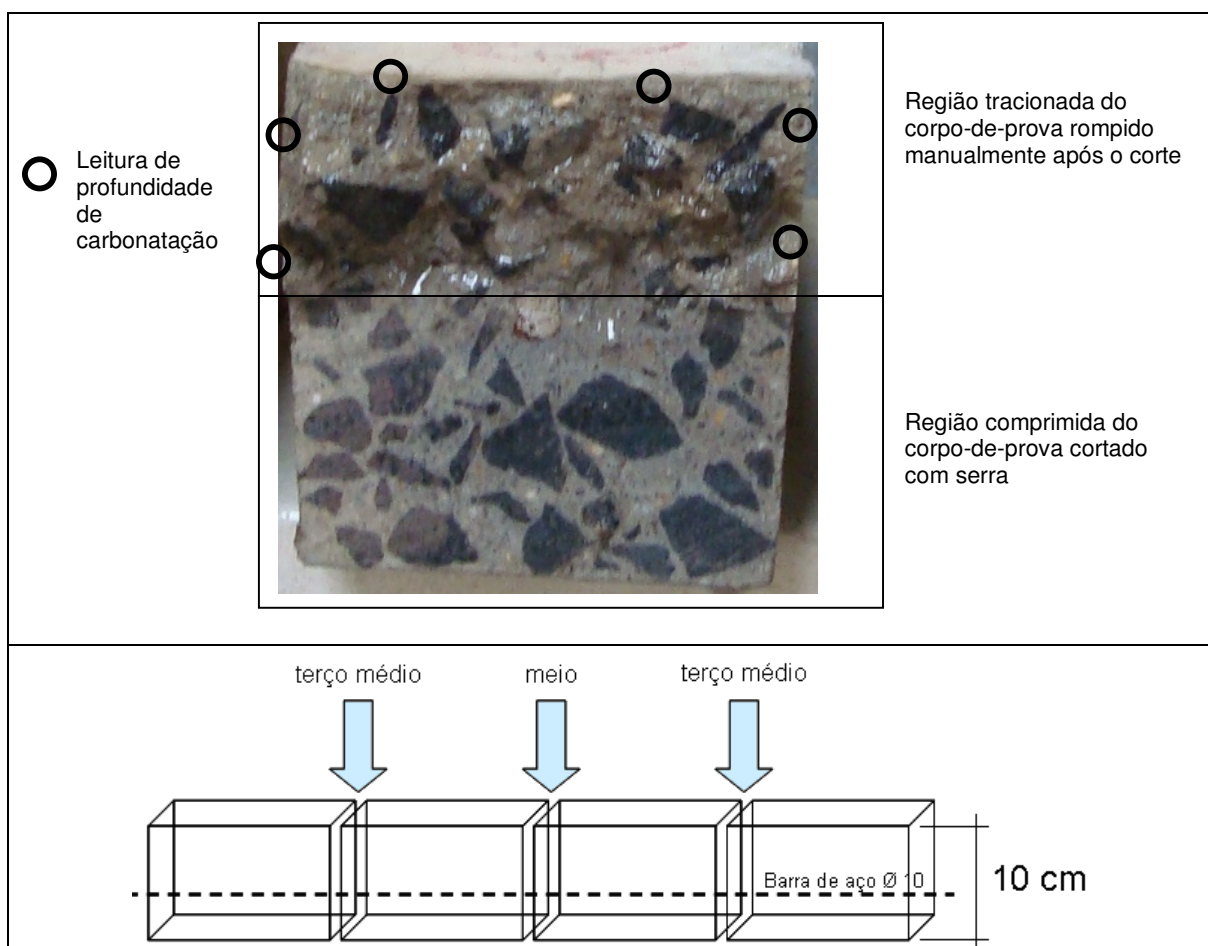 Leitura de
profundidade
de
carbonatação
Região tracionada do
corpo-de-prova rompido
manualmente após o corte
Região comprimida do
corpo-de-prova cortado
com serra
terço médio
meio
terço médio
Barra de aço Ø 10
10 cm